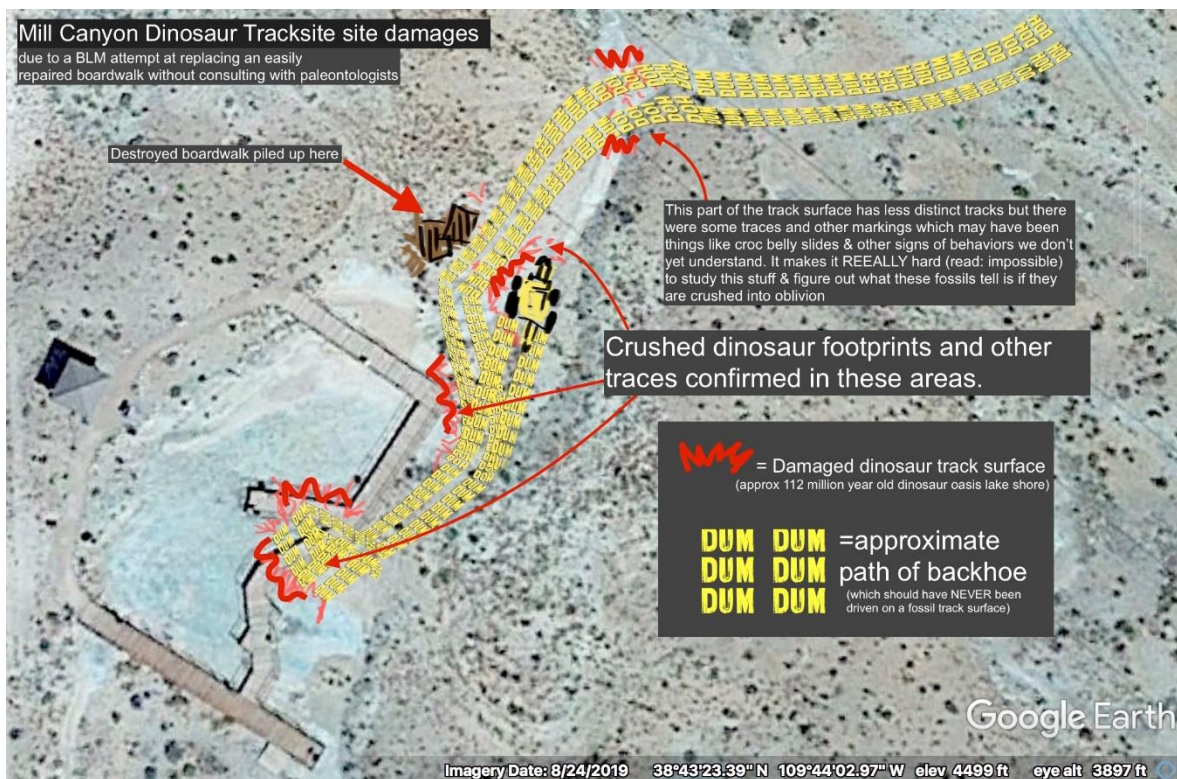 Mill Canyon Dinosaur Tracksite site damages
due to a BLM attempt at replacing an easily
repaired boardwalk without consulting with paleontologists
Destroyed boardwalk piled up here
This part of the track surface has less distinct tracks but there
were some traces and other markings which may have been
things like croc belly slides & other signs of behaviors we don't
yet understand. It makes it REEALLY hard (read: impossible)
to study this stuff & figure out what these fossils tell is if they
are crushed into oblivion
Crushed dinosaur footprints and other
traces confirmed in these areas.
= Damaged dinosaur track surface
(approx 112 million year old dinosaur oasis lake shore)
DUM DUM =approximate
DUM DUM path of backhoe
(which should have NEVER been
DUM DUM driven on a fossil track surface)
Google Earth
Imagery Date: 8/24/2019 38°43'23.39" N 109°44'02.97" W elev 4499 ft eye alt 3897 ft